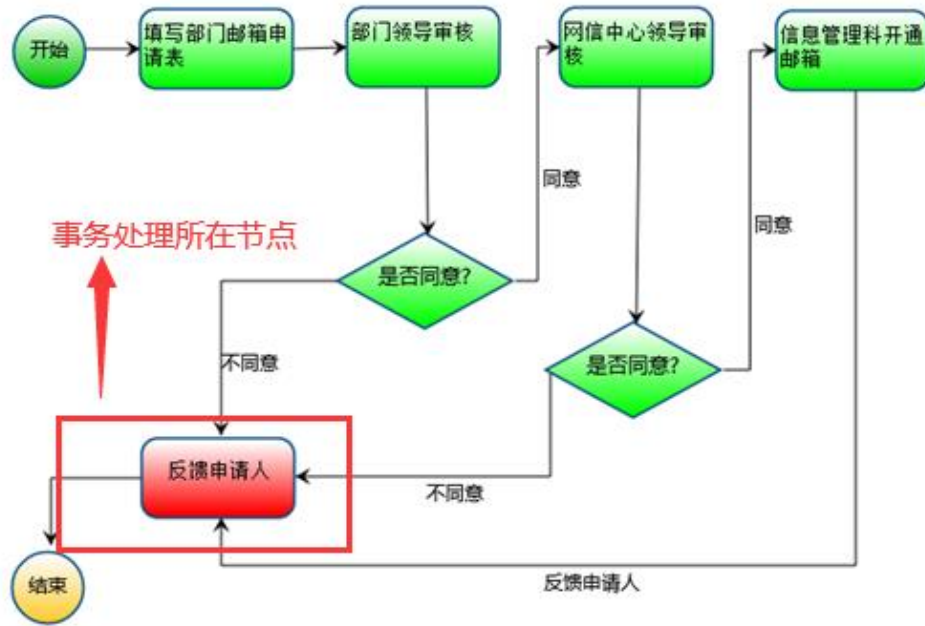 开始
填写部门邮箱申
请表
部门领导审核
网信中心领导审
核
信息管理科开通
邮箱
同意
同意
事务处理所在节点
是否同意?
是否同意?
不同意
反馈申请人
不同意
结束
反馈申请人